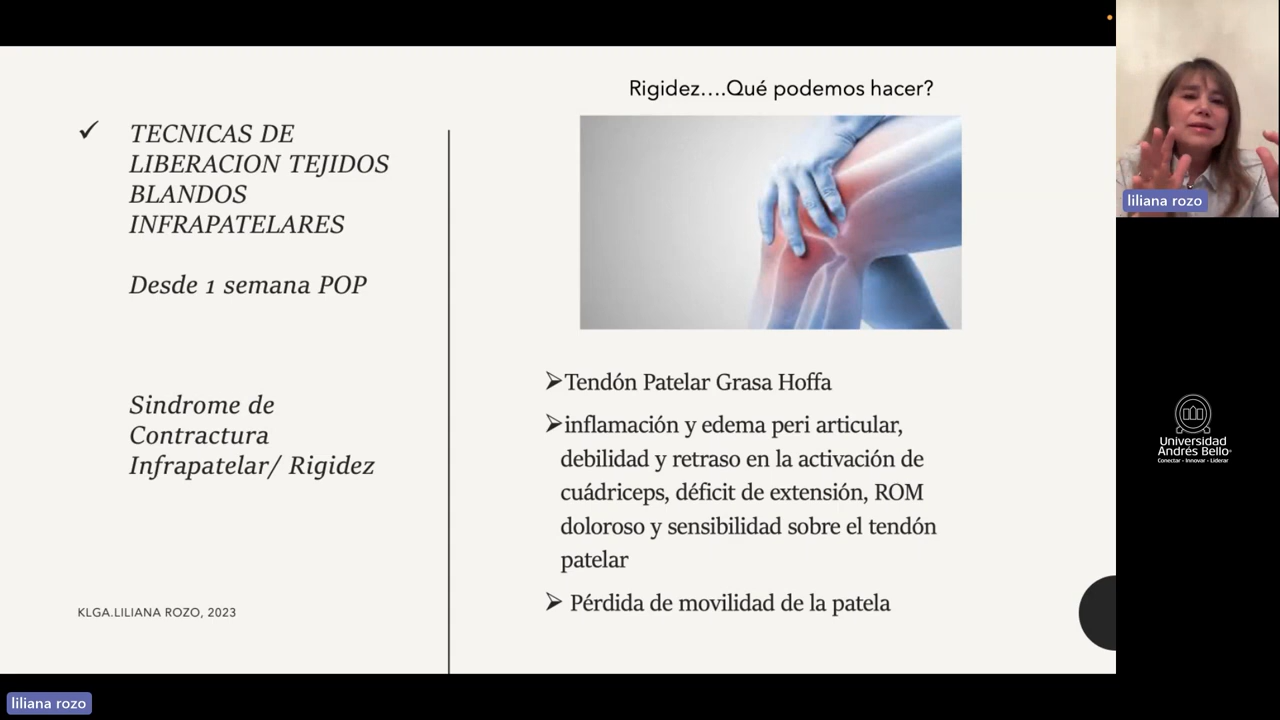 Rigidez….Qué podemos hacer?
✓ TECNICAS DE
LIBERACION TEJIDOS
BLANDOS
INFRAPATELARES
Desde 1 semana POP
Sindrome de
Contractura
Infrapatelar/ Rigidez
KLGA.LILIANA ROZO, 2023
➢Tendón Patelar Grasa Hoffa
➢inflamación y edema peri articular,
debilidad y retraso en la activación de
cuádriceps, déficit de extensión, ROM
doloroso y sensibilidad sobre el tendón
patelar
➢ Pérdida de movilidad de la patela
liliana rozo
Universidad
Andrés Bello
Conectar - Innovar - Liderar
liliana rozo